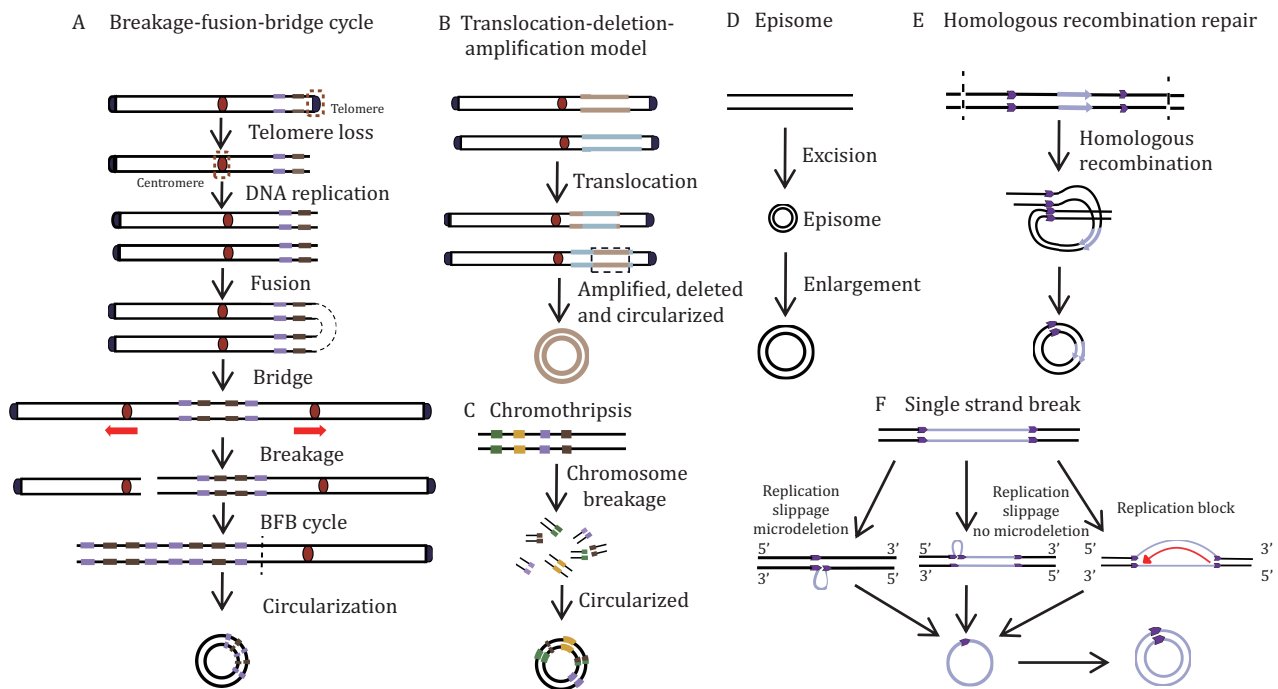 A Breakage-fusion-bridge cycle
Telomere
Telomere loss
Centromere
DNA replication
Fusion
Bridge
Breakage
BFB cycle
Circularization
B Translocation-deletion-
amplification model
Translocation
Amplified, deleted
and circularized
C Chromothripsis
Chromosome
breakage
Circularized
D Episome
Excision
Episome
Enlargement
E Homologous recombination repair
Homologous
recombination
F Single strand break
Replication
slippage
microdeletion
Replication
slippage
no microdeletion
Replication block
5’ 3’
3’ 5’
5’ 3’
3’ 5’
5’ 3’
3’ 5’